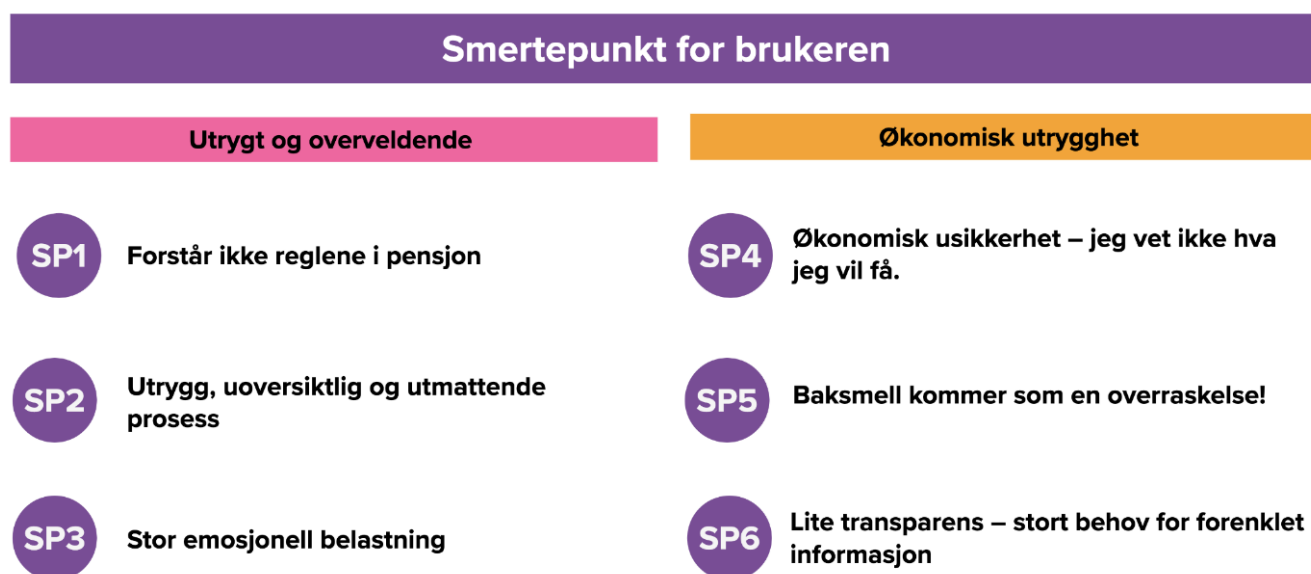 Smertepunkt for brukeren
Utrygt og overveldende
SP1
Forstår ikke reglene i pensjon
SP2
Utrygg, uoversiktlig og utmattende
prosess
SP3
Stor emosjonell belastning
Økonomisk utrygghet
SP4
Økonomisk usikkerhet – jeg vet ikke hva
jeg vil få.
SP5
Baksmell kommer som en overraskelse!
SP6
Lite transparens – stort behov for forenklet
informasjon